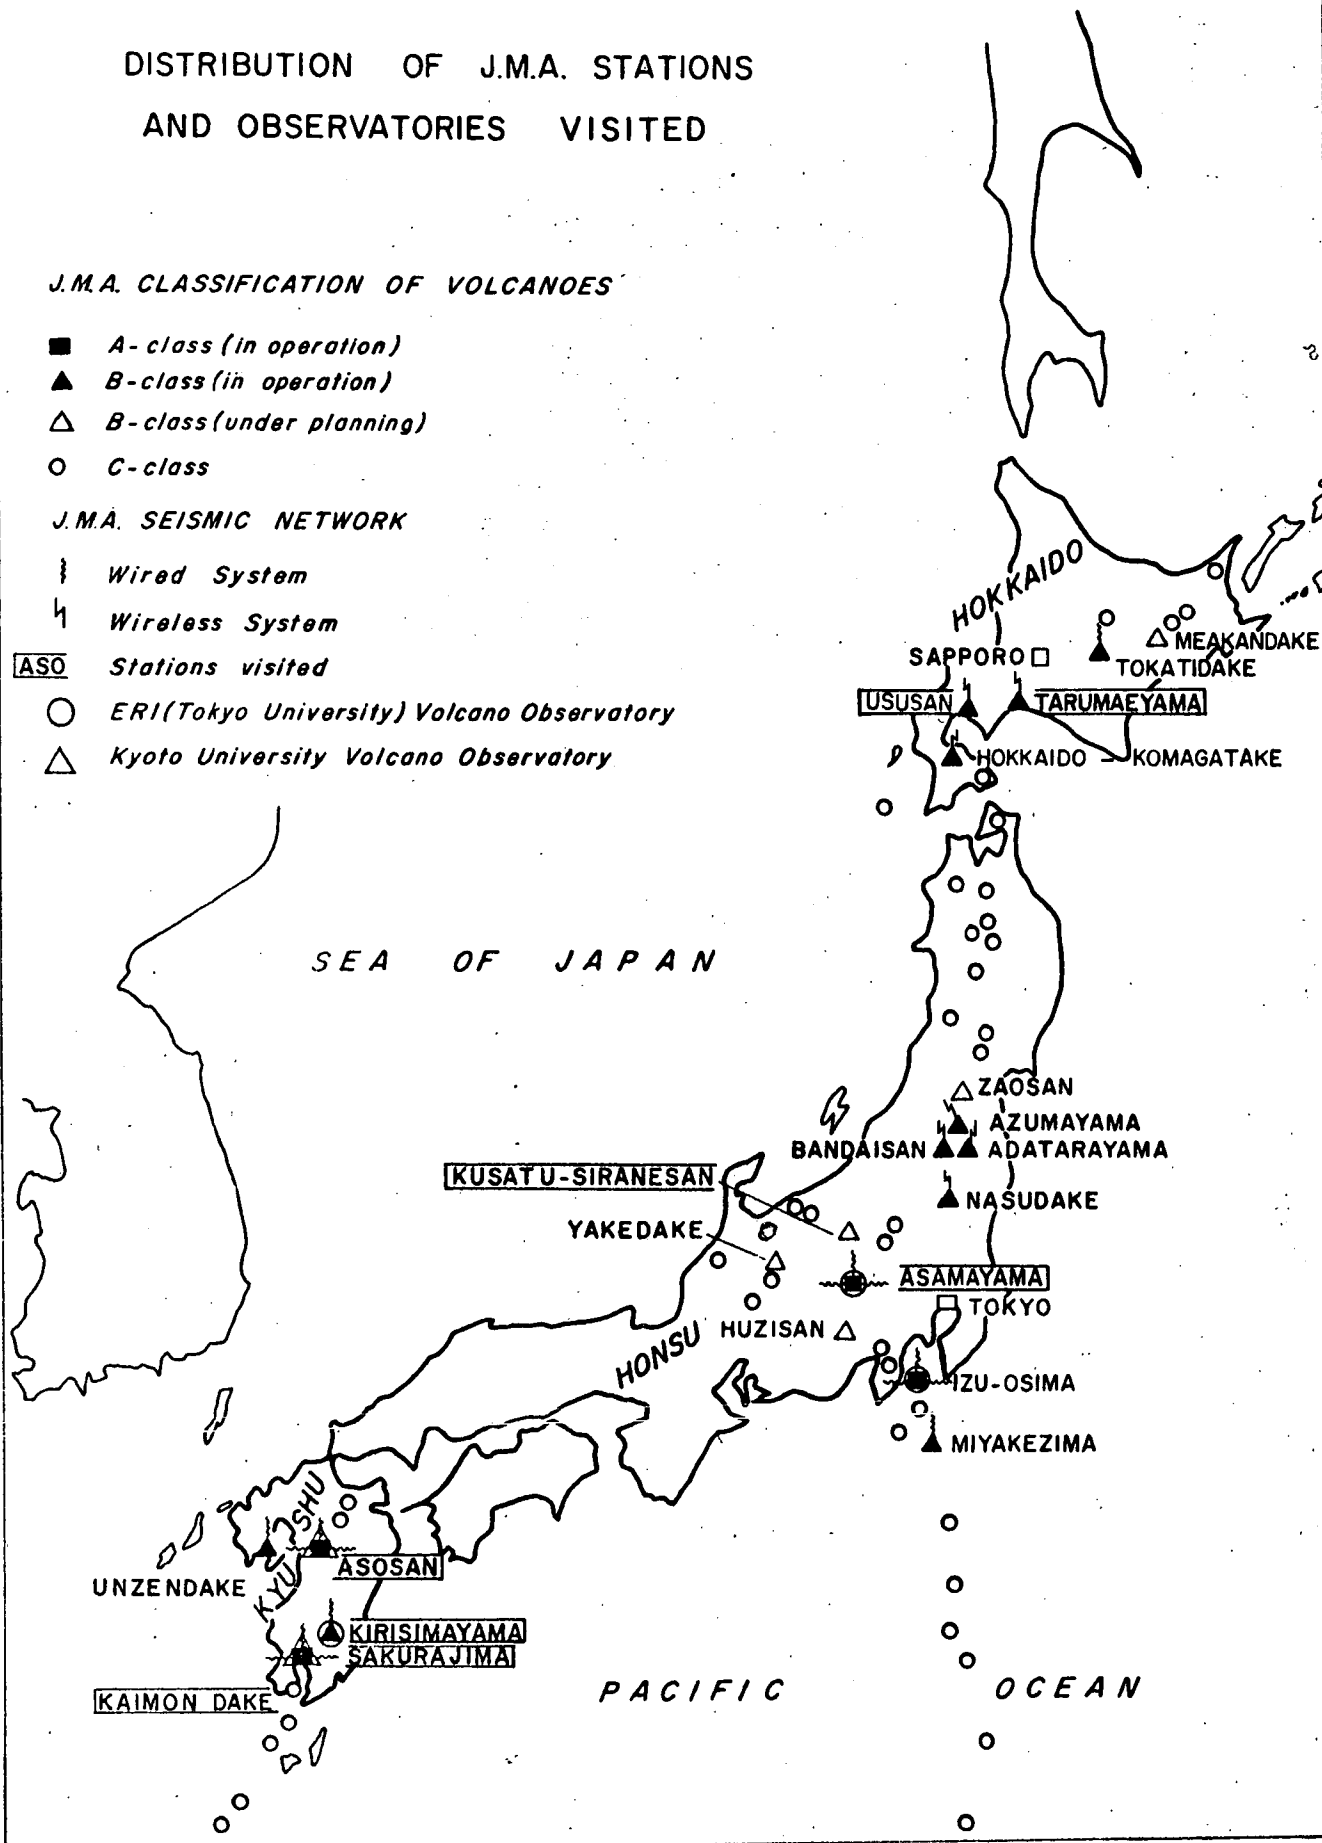 DISTRIBUTION OF J.M.A. STATIONS
AND OBSERVATORIES VISITED
J.M.A. CLASSIFICATION OF VOLCANOES
A-class (in operation)
B-class (in operation)
B-class (under planning)
C-class
J.M.A. SEISMIC NETWORK
Wired System
Wireless System
ASO Stations visited
ERI (Tokyo University) Volcano Observatory
Kyoto University Volcano Observatory
HOKKAIDO
MEAKANDAKE
SAPPORO
TOKATIDAKE
USUSAN
TARUMAEYAMA
HOKKAIDO - KOMAGATAKE
SEA OF JAPAN
ZAOSAN
AZUMAYAMA
BANDAISAN
ADATARAYAMA
KUSATU-SIRANESAN
NASUDAKE
YAKEDAKE
ASAMAYAMA
TOKYO
HUZISAN
HONSU
IZU-OSIMA
MIYAKEZIMA
KYU-SHU
ASOSAN
UNZENDAKE
KIRISIMAYAMA
SAKURAJIMA
KAIMON DAKE
PACIFIC OCEAN